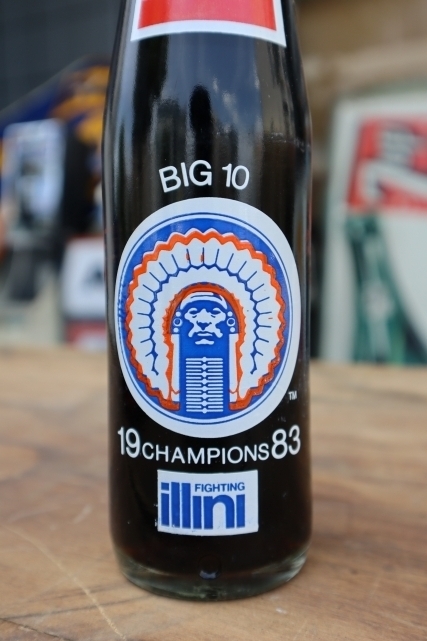 BIG 10
TM
19 CHAMPIONS 83
FIGHTING
illini